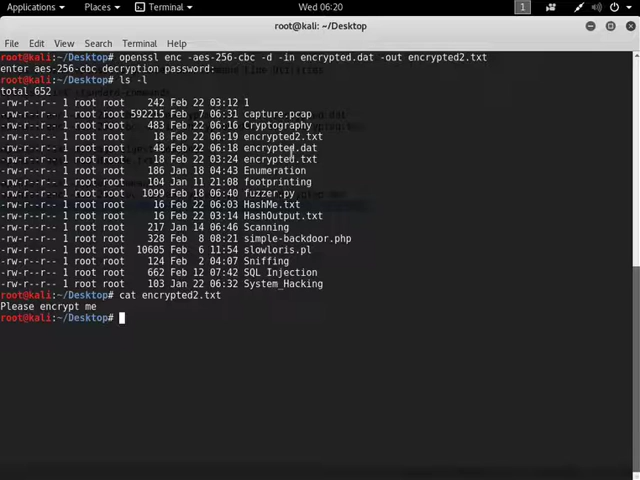 Applications Places Terminal Wed 06:20 1
root@kali: ~/Desktop
File Edit View Search Terminal Help
root@kali:~/Desktop# openssl enc -aes-256-cbc -d -in encrypted.dat -out encrypted2.txt
enter aes-256-cbc decryption password:
root@kali:~/Desktop# ls -l
total 652
-rw-r--r-- 1 root root 242 Feb 22 03:12 1
-rw-r--r-- 1 root root 592215 Feb 7 06:31 capture.pcap
-rw-r--r-- 1 root root 483 Feb 22 06:16 Cryptography
-rw-r--r-- 1 root root 18 Feb 22 06:19 encrypted2.txt
-rw-r--r-- 1 root root 48 Feb 22 06:18 encrypted.dat
-rw-r--r-- 1 root root 18 Feb 22 03:24 encrypted.txt
-rw-r--r-- 1 root root 186 Jan 18 04:43 Enumeration
-rw-r--r-- 1 root root 104 Jan 11 21:08 footprinting
-rw-r--r-- 1 root root 1099 Feb 18 06:40 fuzzer.py
-rw-r--r-- 1 root root 16 Feb 22 06:03 HashMe.txt
-rw-r--r-- 1 root root 16 Feb 22 03:14 HashOutput.txt
-rw-r--r-- 1 root root 217 Jan 14 06:46 Scanning
-rw-r--r-- 1 root root 328 Feb 8 08:21 simple-backdoor.php
-rw-r--r-- 1 root root 10605 Feb 6 11:54 slowloris.pl
-rw-r--r-- 1 root root 124 Feb 2 04:07 Sniffing
-rw-r--r-- 1 root root 662 Feb 12 07:42 SQL Injection
-rw-r--r-- 1 root root 103 Jan 22 06:32 System_Hacking
root@kali:~/Desktop# cat encrypted2.txt
Please encrypt me
root@kali:~/Desktop#